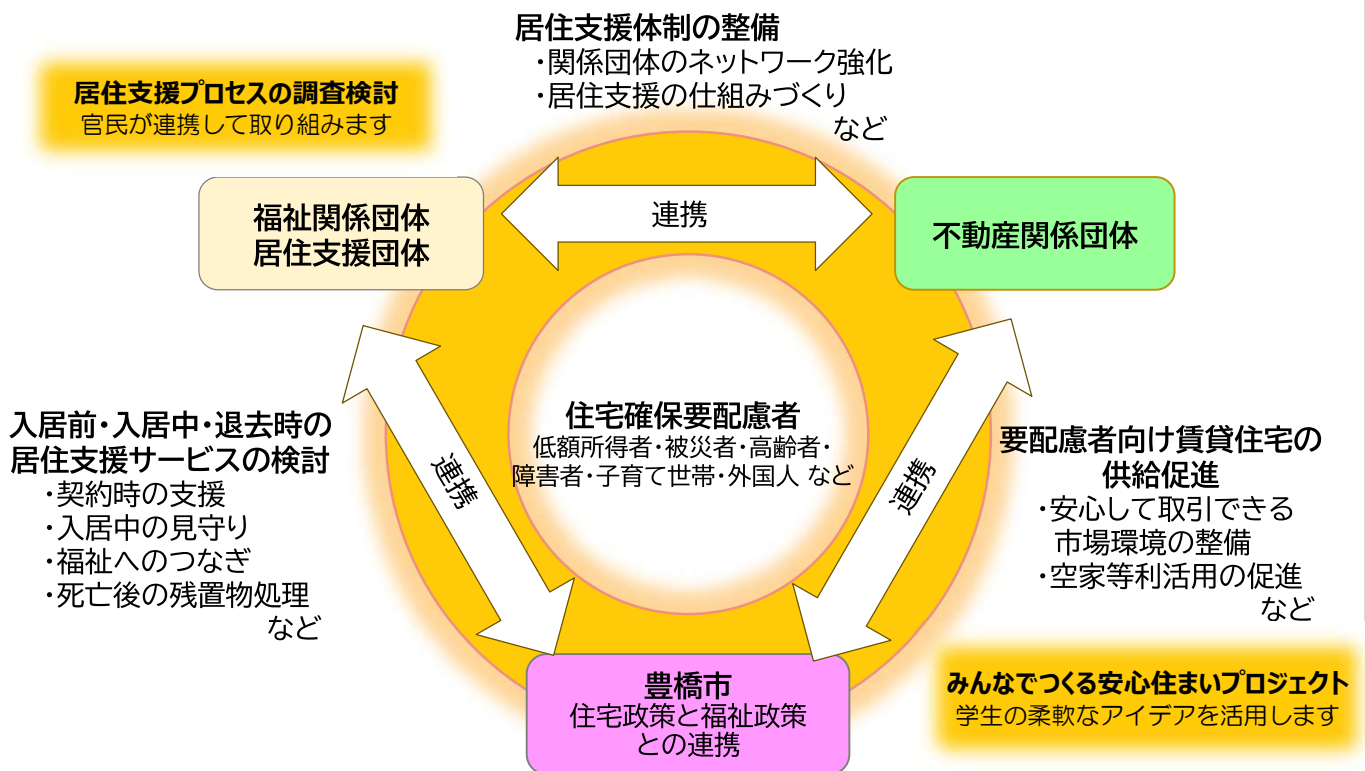 居住支援体制の整備
・関係団体のネットワーク強化
・居住支援の仕組みづくり
など
居住支援プロセスの調査検討
官民が連携して取り組みます
福祉関係団体
居住支援団体
連携
不動産関係団体
住宅確保要配慮者
低額所得者・被災者・高齢者・
障害者・子育て世帯・外国人 など
入居前・入居中・退去時の
居住支援サービスの検討
・契約時の支援
・入居中の見守り
・福祉へのつなぎ
・死亡後の残置物処理
など
連携
連携
要配慮者向け賃貸住宅の
供給促進
・安心して取引できる
市場環境の整備
・空家等利活用の促進
など
豊橋市
住宅政策と福祉政策
との連携
みんなでつくる安心住まいプロジェクト
学生の柔軟なアイデアを活用します